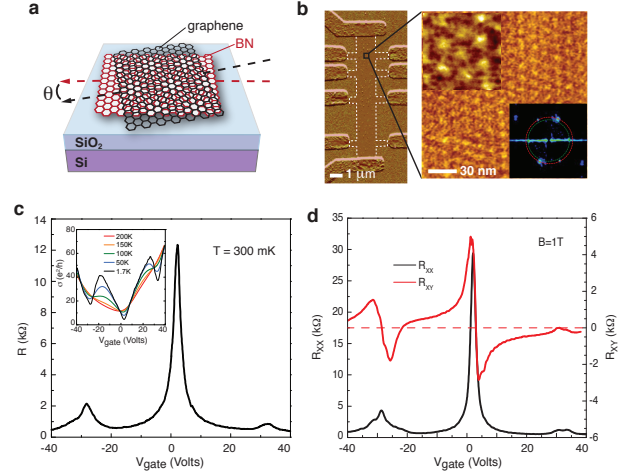 a
graphene
BN
θ
SiO2
Si
b
1 μm
30 nm
c
14
12
10
8
6
4
2
0
R (kΩ)
-40
-20
0
20
40
Vgate (Volts)
T = 300 mK
80
60
40
20
0
σ (e²/h)
200K
150K
100K
50K
1.7K
-40
-20
0
20
40
Vgate (Volts)
d
35
30
25
20
15
10
5
0
RXX (kΩ)
B=1T
RXX
RXY
6
4
2
0
-2
-4
-6
RXY (kΩ)
-40
-20
0
20
40
Vgate (Volts)